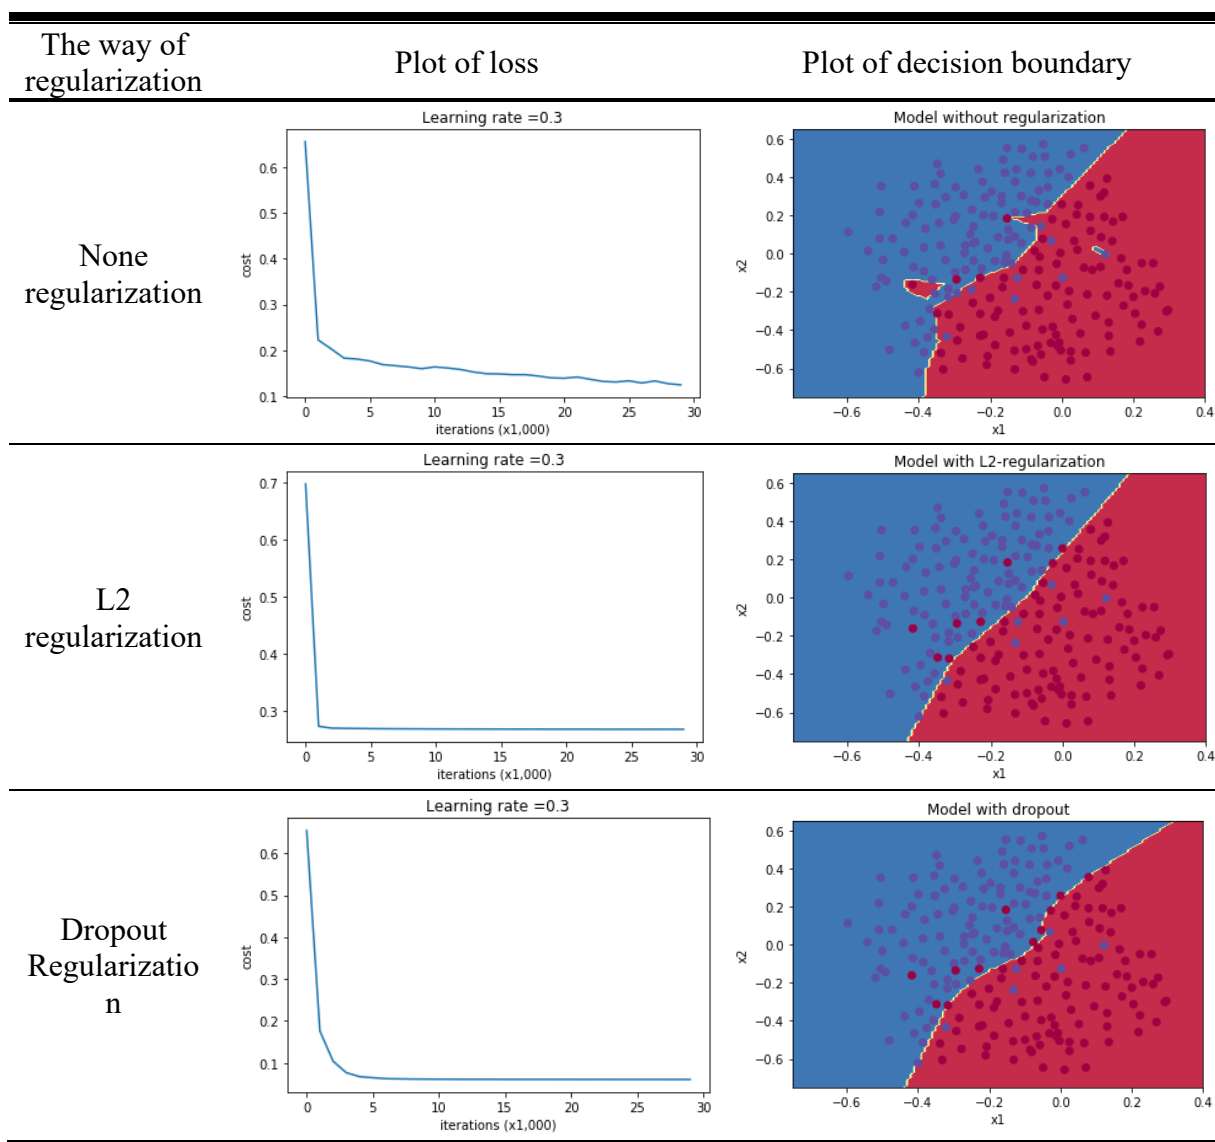 The way of
regularization
Plot of loss
Plot of decision boundary
None
regularization
Learning rate =0.3
cost
0.6
0.5
0.4
0.3
0.2
0.1
0 5 10 15 20 25 30
iterations (x1,000)
Model without regularization
x2
0.6
0.4
0.2
0.0
−0.2
−0.4
−0.6
−0.6 −0.4 −0.2 0.0 0.2 0.4
x1
L2
regularization
Learning rate =0.3
cost
0.7
0.6
0.5
0.4
0.3
0 5 10 15 20 25 30
iterations (x1,000)
Model with L2-regularization
x2
0.6
0.4
0.2
0.0
−0.2
−0.4
−0.6
−0.6 −0.4 −0.2 0.0 0.2 0.4
x1
Dropout
Regularizatio
n
Learning rate =0.3
cost
0.6
0.5
0.4
0.3
0.2
0.1
0 5 10 15 20 25 30
iterations (x1,000)
Model with dropout
x2
0.6
0.4
0.2
0.0
−0.2
−0.4
−0.6
−0.6 −0.4 −0.2 0.0 0.2 0.4
x1